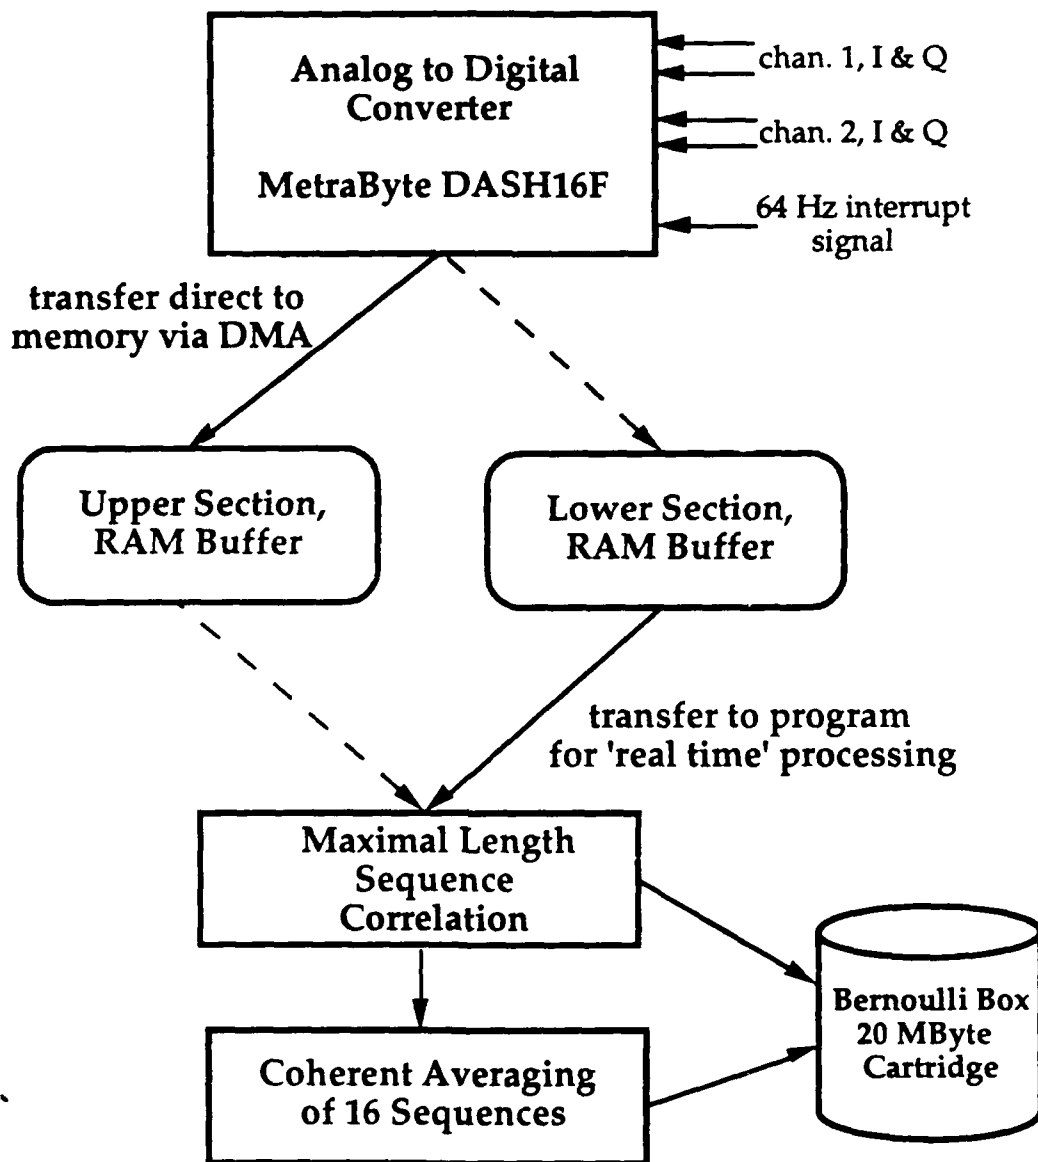 Analog to Digital
Converter
MetraByte DASH16F
chan. 1, I & Q
chan. 2, I & Q
64 Hz interrupt
signal
transfer direct to
memory via DMA
Upper Section,
RAM Buffer
Lower Section,
RAM Buffer
transfer to program
for 'real time' processing
Maximal Length
Sequence
Correlation
Bernoulli Box
20 MByte
Cartridge
Coherent Averaging
of 16 Sequences